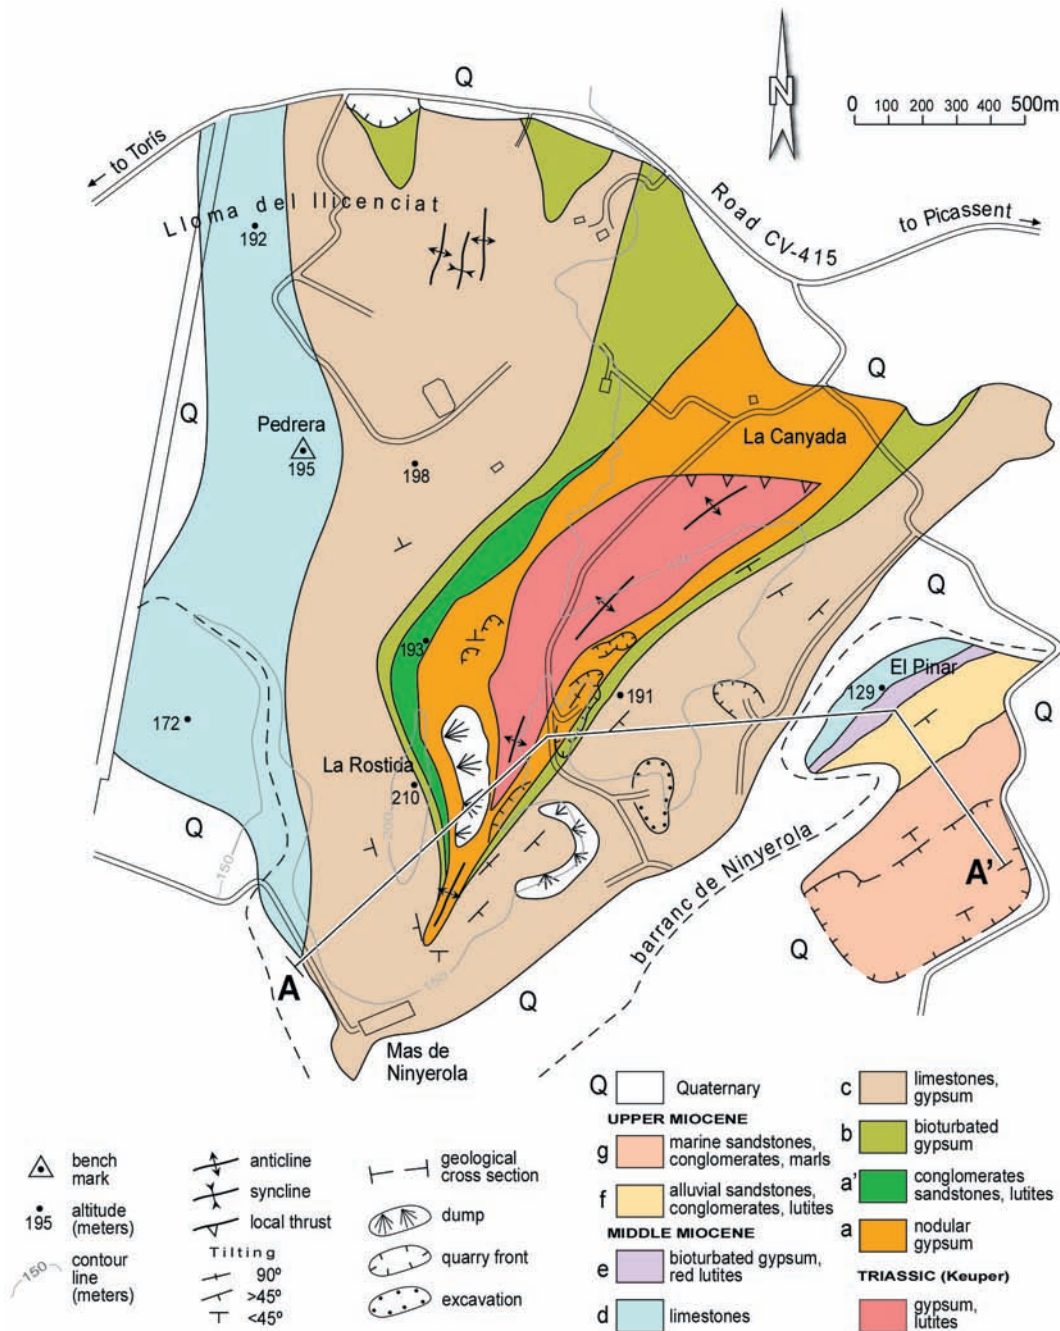 Q
N
0 100 200 300 400 500m
to Toris
Lloma del llicenciat
192
Road CV-415
to Picassent
Q
Q
Pedrera
195
198
La Canyada
Q
193
El Pinar
129
191
Q
172
La Rostida
210
200
Q
150
A'
barranc de Ninyerola
Q
A
150
Q
Mas de
Ninyerola
bench
mark
195 altitude
(meters)
150 contour
line
(meters)
anticline
syncline
local thrust
Tilting
90º
>45º
<45º
geological
cross section
dump
quarry front
excavation
Q Quaternary
UPPER MIOCENE
g marine sandstones,
conglomerates, marls
f alluvial sandstones,
conglomerates, lutites
MIDDLE MIOCENE
e bioturbated gypsum,
red lutites
d limestones
c limestones,
gypsum
b bioturbated
gypsum
a' conglomerates
sandstones, lutites
a nodular
gypsum
TRIASSIC (Keuper)
gypsum,
lutites